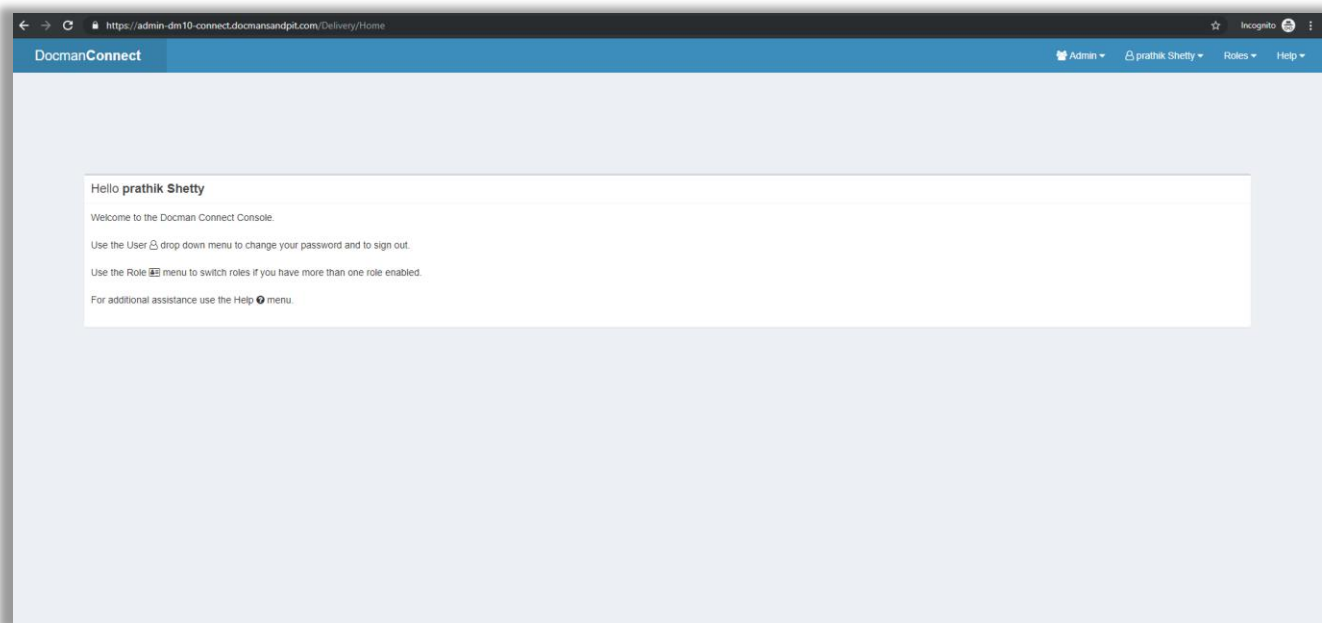 https://admin-dm10-connect.docmansandpit.com/Delivery/Home
Incognito
DocmanConnect
Admin
prathik Shetty
Roles
Help
Hello prathik Shetty
Welcome to the Docman Connect Console.
Use the User drop down menu to change your password and to sign out.
Use the Role menu to switch roles if you have more than one role enabled.
For additional assistance use the Help menu.